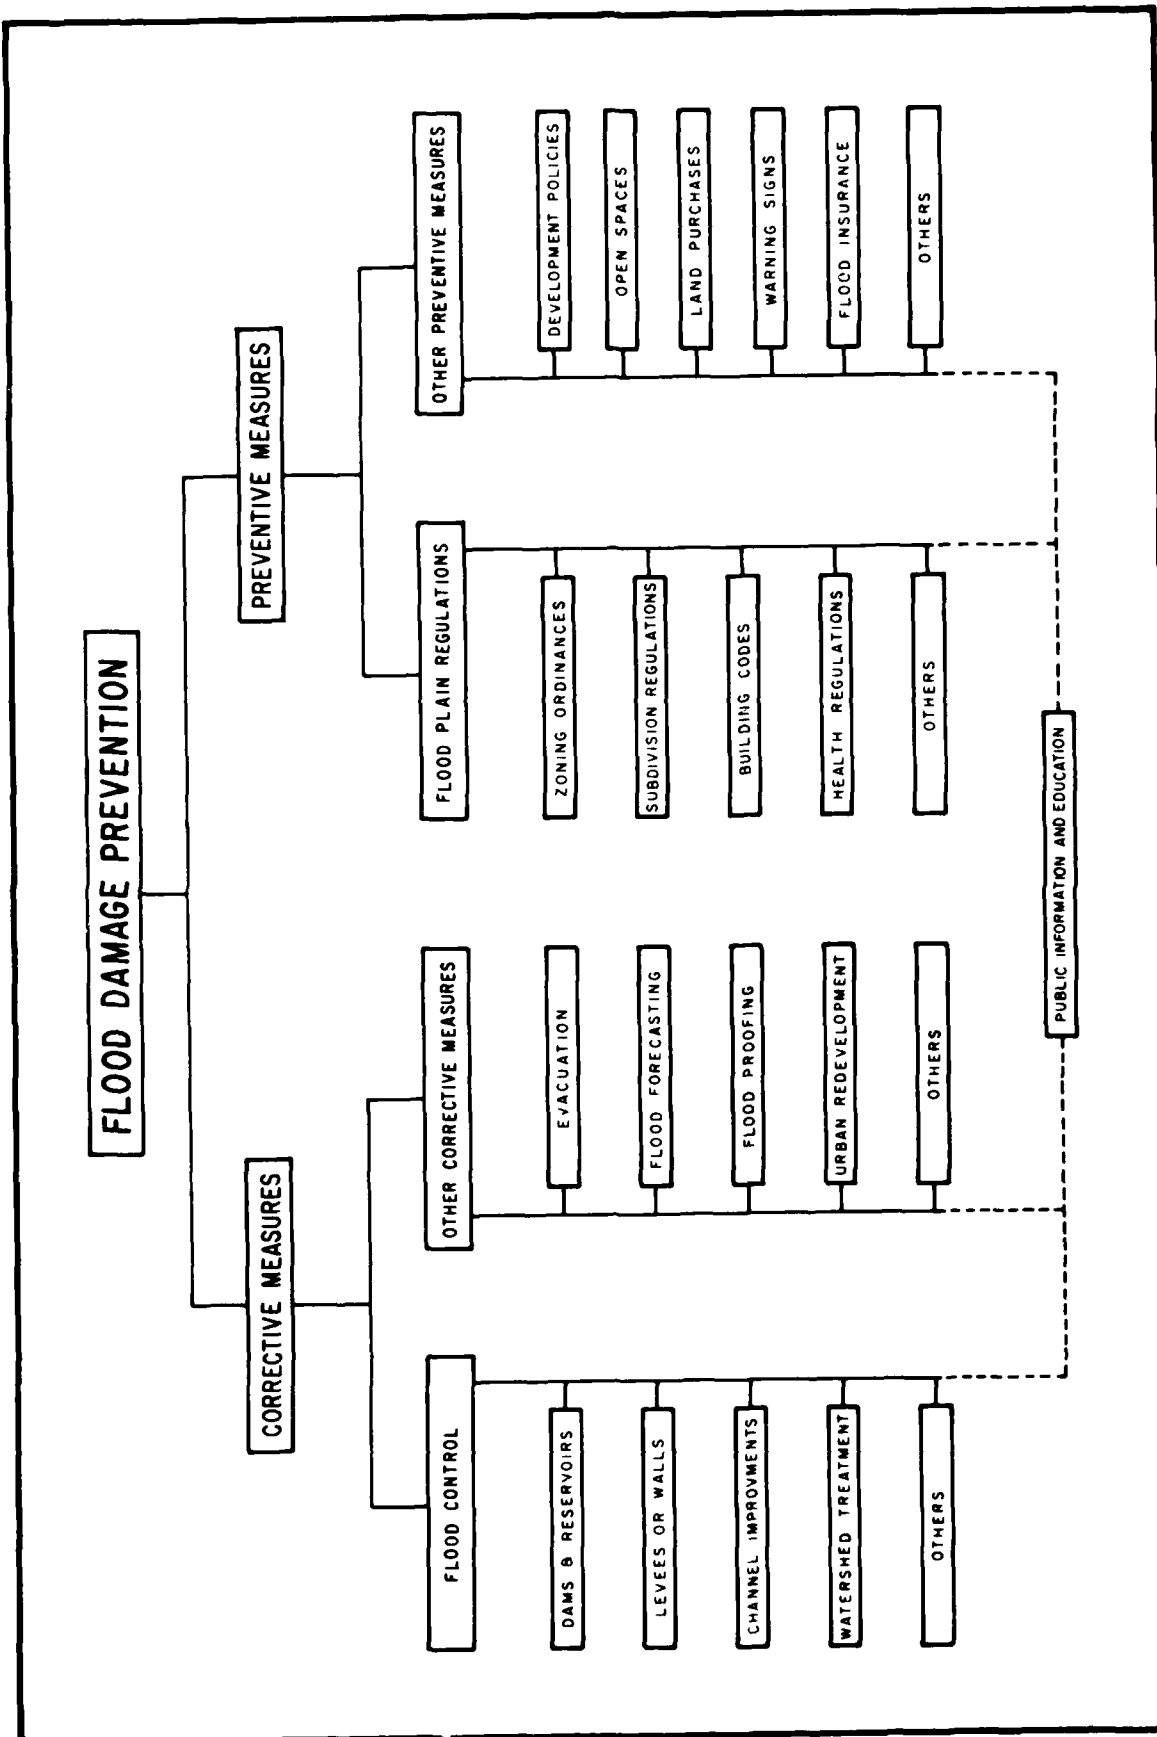 FLOOD DAMAGE PREVENTION
CORRECTIVE MEASURES
PREVENTIVE MEASURES
FLOOD CONTROL
OTHER CORRECTIVE MEASURES
FLOOD PLAIN REGULATIONS
OTHER PREVENTIVE MEASURES
DAMS & RESERVOIRS
LEVEES OR WALLS
CHANNEL IMPROVMENTS
WATERSHED TREATMENT
OTHERS
EVACUATION
FLOOD FORECASTING
FLOOD PROOFING
URBAN REDEVELOPMENT
OTHERS
ZONING ORDINANCES
SUBDIVISION REGULATIONS
BUILDING CODES
HEALTH REGULATIONS
OTHERS
DEVELOPMENT POLICIES
OPEN SPACES
LAND PURCHASES
WARNING SIGNS
FLOOD INSURANCE
OTHERS
PUBLIC INFORMATION AND EDUCATION